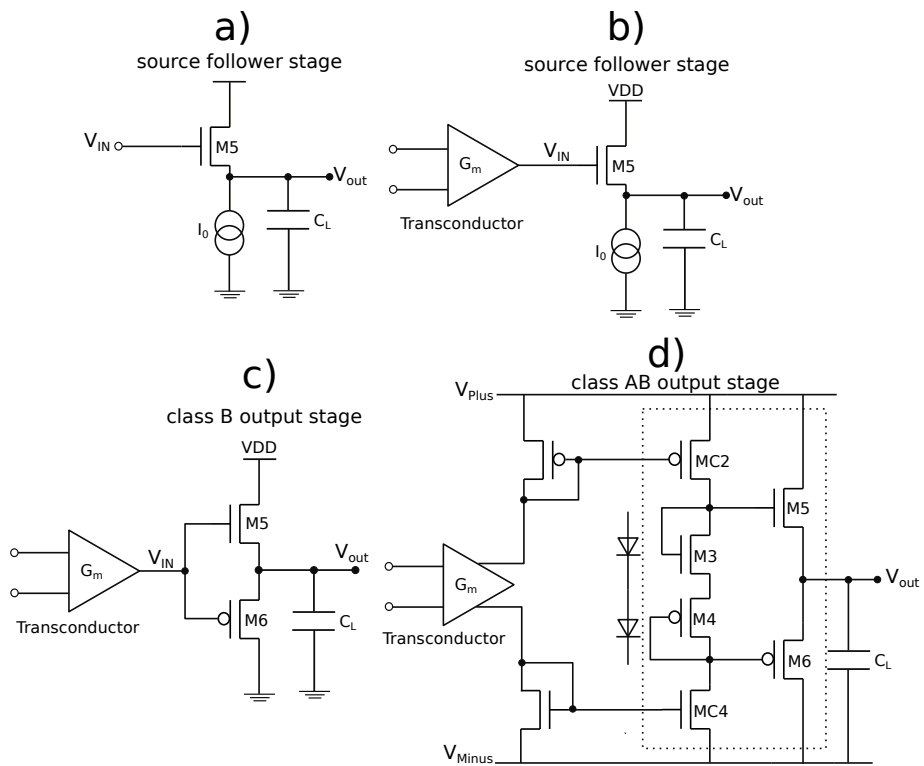 a)
source follower stage
V_IN
M5
V_out
I_0
C_L
b)
source follower stage
VDD
G_m
V_IN
M5
V_out
Transconductor
I_0
C_L
c)
class B output stage
VDD
M5
G_m
V_IN
V_out
M6
C_L
Transconductor
d)
class AB output stage
V_Plus
MC2
M5
M3
G_m
V_out
M4
Transconductor
M6
C_L
MC4
V_Minus